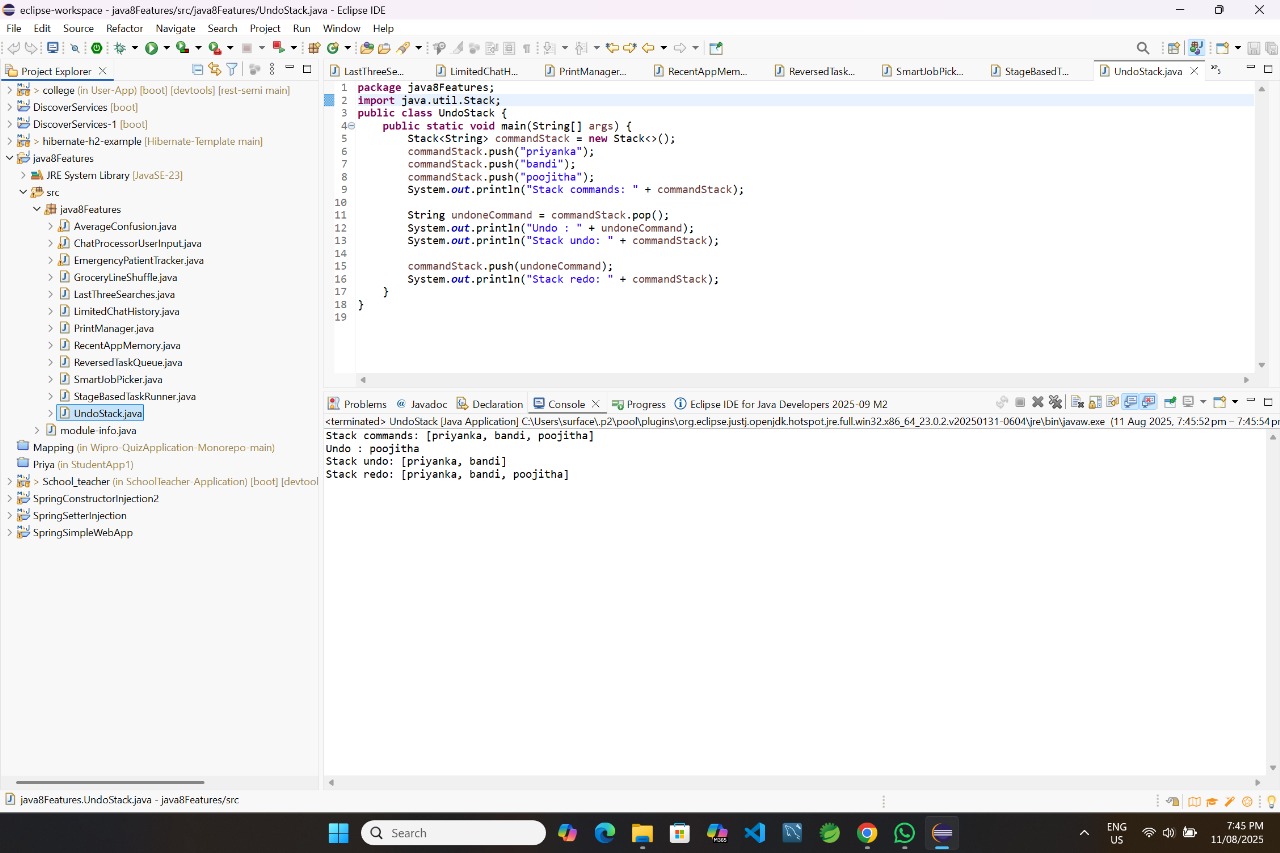 eclipse-workspace - java8Features/src/java8Features/UndoStack.java - Eclipse IDE
File Edit Source Refactor Navigate Search Project Run Window Help
Project Explorer
college (in User-App) [boot] [devtools] [rest-semi main]
DiscoverServices [boot]
DiscoverServices-1 [boot]
hibernate-h2-example [Hibernate-Template main]
java8Features
JRE System Library [JavaSE-23]
src
java8Features
AverageConfusion.java
ChatProcessorUserInput.java
EmergencyPatientTracker.java
GroceryLineShuffle.java
LastThreeSearches.java
LimitedChatHistory.java
PrintManager.java
RecentAppMemory.java
ReversedTaskQueue.java
SmartJobPicker.java
StageBasedTaskRunner.java
UndoStack.java
module-info.java
Mapping (in Wipro-QuizApplication-Monorepo-main)
Priya (in StudentApp1)
School_teacher (in SchoolTeacher-Application) [boot] [devtool
SpringConstructorInjection2
SpringSetterInjection
SpringSimpleWebApp
LastThreeSe... LimitedChatH... PrintManager... RecentAppMem... ReversedTask... SmartJobPick... StageBasedT... UndoStack.java
1 package java8Features;
2 import java.util.Stack;
3 public class UndoStack {
4 public static void main(String[] args) {
5 Stack<String> commandStack = new Stack<>();
6 commandStack.push("priyanka");
7 commandStack.push("bandi");
8 commandStack.push("poojitha");
9 System.out.println("Stack commands: " + commandStack);
10
11 String undoneCommand = commandStack.pop();
12 System.out.println("Undo : " + undoneCommand);
13 System.out.println("Stack undo: " + commandStack);
14
15 commandStack.push(undoneCommand);
16 System.out.println("Stack redo: " + commandStack);
17 }
18 }
19
Problems Javadoc Declaration Console Progress Eclipse IDE for Java Developers 2025-09 M2
<terminated> UndoStack [Java Application] C:\Users\surface\.p2\pool\plugins\org.eclipse.justj.openjdk.hotspot.jre.full.win32.x86_64_23.0.2.v20250131-0604\jre\bin\javaw.exe (11 Aug 2025, 7:45:52 pm – 7:45:54 pr
Stack commands: [priyanka, bandi, poojitha]
Undo : poojitha
Stack undo: [priyanka, bandi]
Stack redo: [priyanka, bandi, poojitha]
java8Features.UndoStack.java - java8Features/src
Search
M365
ENG
US
7:45 PM
11/08/2025